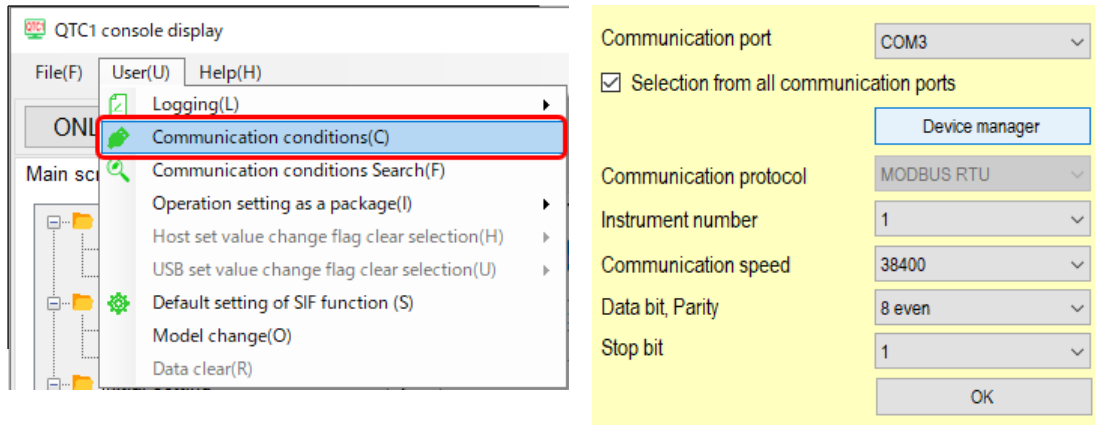 QTC1 console display
File(F) User(U) Help(H)
Logging(L)
ONL
Communication conditions(C)
Main scr
Communication conditions Search(F)
Operation setting as a package(I)
Host set value change flag clear selection(H)
USB set value change flag clear selection(U)
Default setting of SIF function (S)
Model change(O)
Data clear(R)
Communication port COM3
Selection from all communication ports
Device manager
Communication protocol MODBUS RTU
Instrument number 1
Communication speed 38400
Data bit, Parity 8 even
Stop bit 1
OK